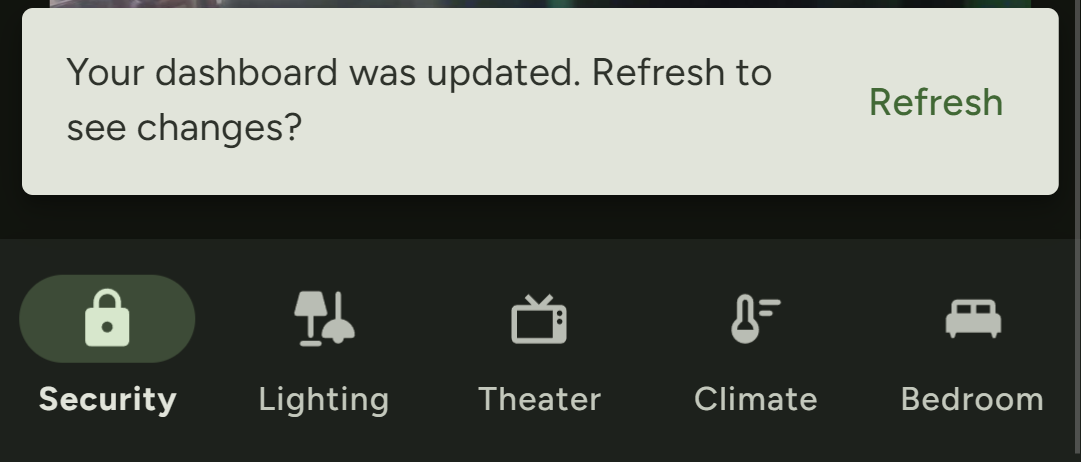 Your dashboard was updated. Refresh to
see changes?
Refresh
Security
Lighting
Theater
Climate
Bedroom